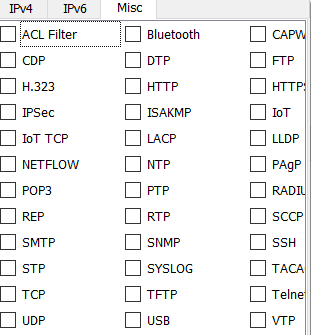 IPv4 IPv6 Misc
ACL Filter Bluetooth CAPW
CDP DTP FTP
H.323 HTTP HTTPS
IPSec ISAKMP IoT
IoT TCP LACP LLDP
NETFLOW NTP PAgP
POP3 PTP RADIU
REP RTP SCCP
SMTP SNMP SSH
STP SYSLOG TACA
TCP TFTP Telne
UDP USB VTP